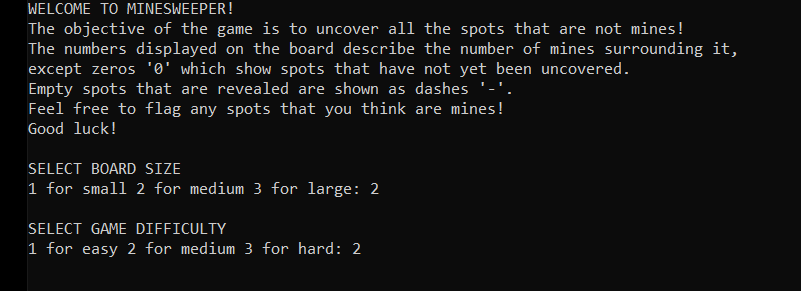 WELCOME TO MINESWEEPER!
The objective of the game is to uncover all the spots that are not mines!
The numbers displayed on the board describe the number of mines surrounding it,
except zeros '0' which show spots that have not yet been uncovered.
Empty spots that are revealed are shown as dashes '-'.
Feel free to flag any spots that you think are mines!
Good luck!
SELECT BOARD SIZE
1 for small 2 for medium 3 for large: 2
SELECT GAME DIFFICULTY
1 for easy 2 for medium 3 for hard: 2